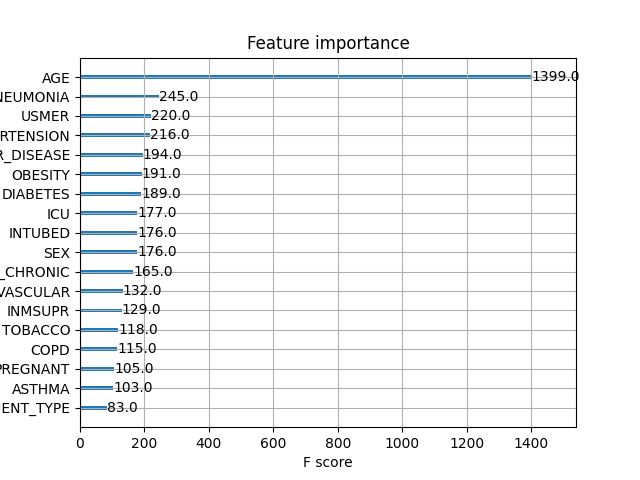 Feature importance
AGE 1399.0
NEUMONIA 245.0
USMER 220.0
RTENSION 216.0
R_DISEASE 194.0
OBESITY 191.0
DIABETES 189.0
ICU 177.0
INTUBED 176.0
SEX 176.0
_CHRONIC 165.0
VASCULAR 132.0
INMSUPR 129.0
TOBACCO 118.0
COPD 115.0
PREGNANT 105.0
ASTHMA 103.0
ENT_TYPE 83.0
0 200 400 600 800 1000 1200 1400
F score